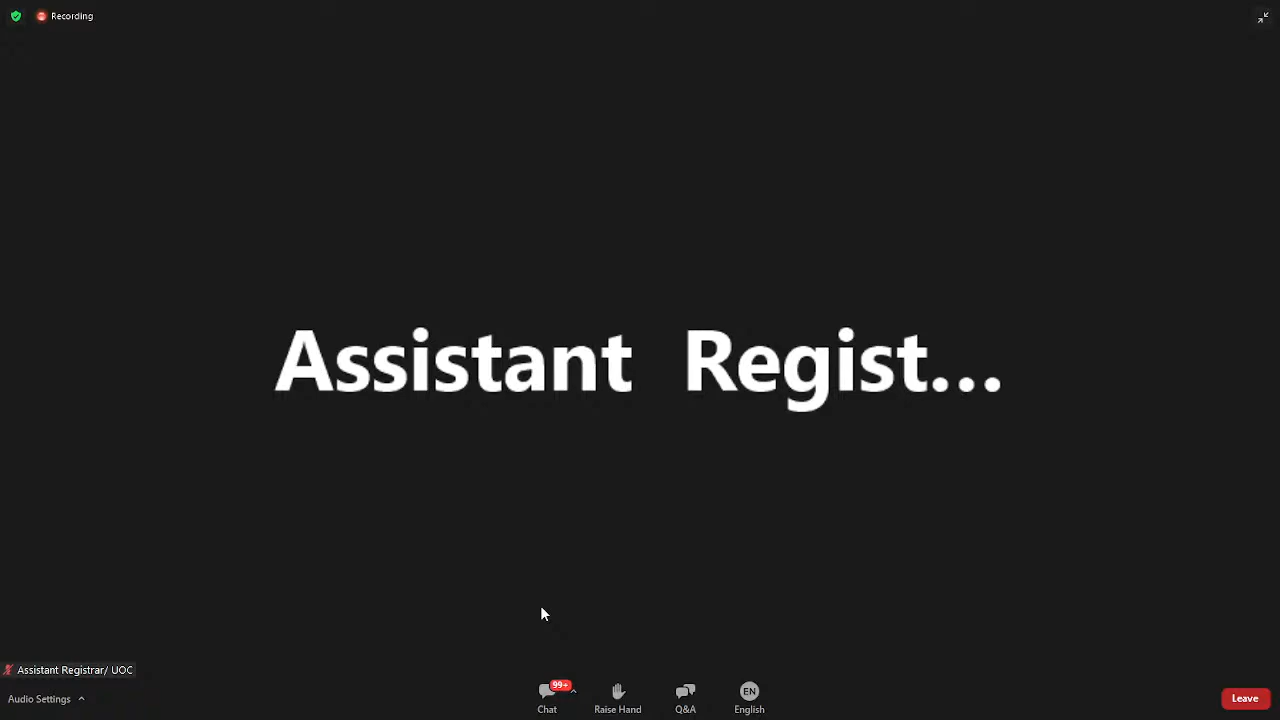 Recording
Assistant Regist...
Assistant Registrar/ UOC
Audio Settings
99+
Chat
Raise Hand
Q&A
EN
English
Leave